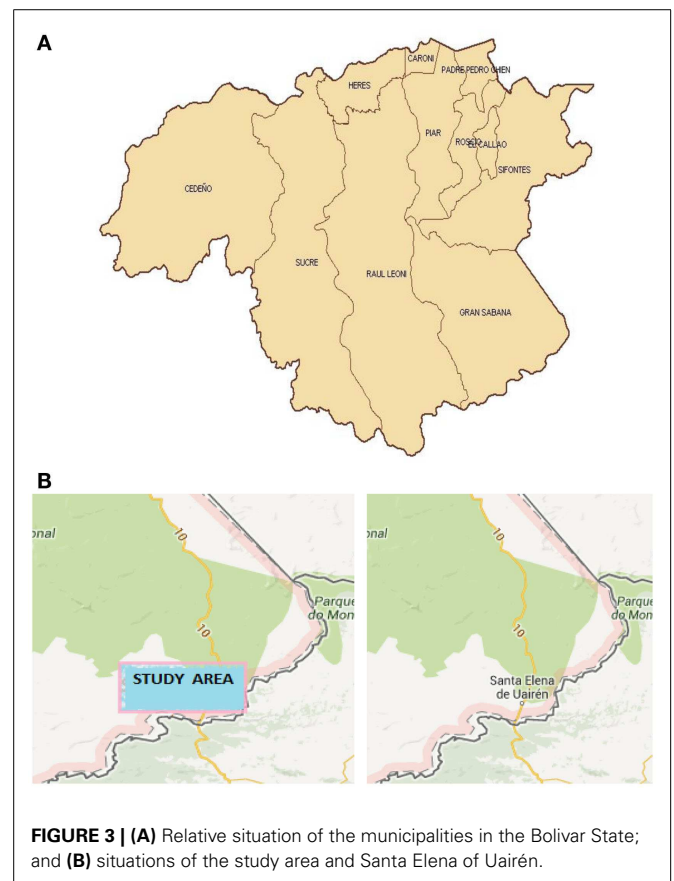 A
CARONI
PADRE PEDRO CHIEN
HERES
PIAR
ROSCIO
EL CALLAO
SIFONTES
CEDEÑO
SUCRE
RAUL LEONI
GRAN SABANA
B
onal
10
10
Parque
do Mon
STUDY AREA
onal
10
10
Parque
do Mon
Santa Elena
de Uairén
FIGURE 3 | (A) Relative situation of the municipalities in the Bolivar State;
and (B) situations of the study area and Santa Elena of Uairén.